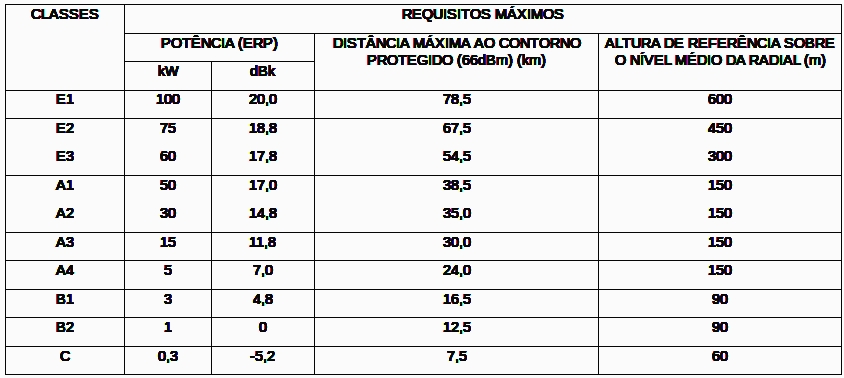 CLASSES REQUISITOS MÁXIMOS
POTÊNCIA (ERP) DISTÂNCIA MÁXIMA AO CONTORNO ALTURA DE REFERÊNCIA SOBRE
PROTEGIDO (66dBm) (km) O NÍVEL MÉDIO DA RADIAL (m)
kW dBk
E1 100 20,0 78,5 600
E2 75 18,8 67,5 450
E3 60 17,8 54,5 300
A1 50 17,0 38,5 150
A2 30 14,8 35,0 150
A3 15 11,8 30,0 150
A4 5 7,0 24,0 150
B1 3 4,8 16,5 90
B2 1 0 12,5 90
C 0,3 -5,2 7,5 60